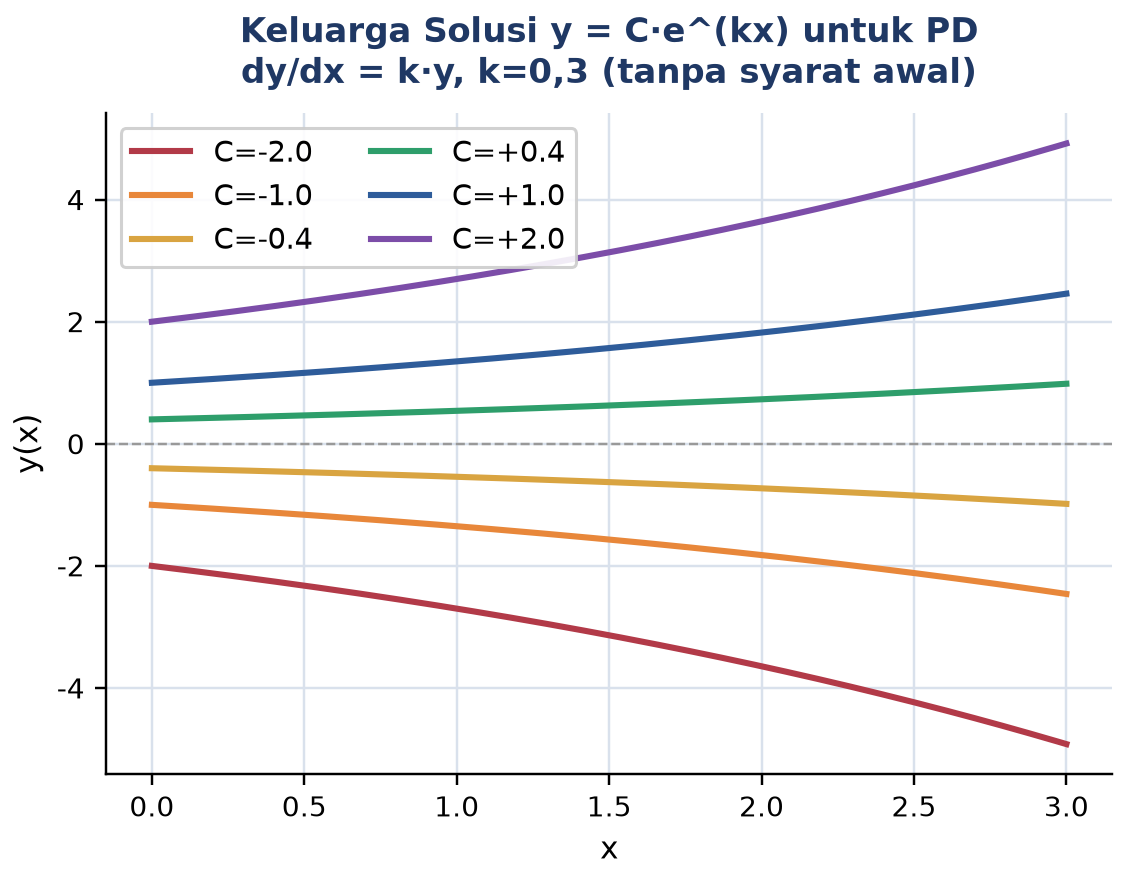 Keluarga Solusi y = C·e^(kx) untuk PD
dy/dx = k·y, k=0,3 (tanpa syarat awal)
C=-2.0
C=-1.0
C=-0.4
C=+0.4
C=+1.0
C=+2.0
y(x)
4
2
0
-2
-4
0.0 0.5 1.0 1.5 2.0 2.5 3.0
x